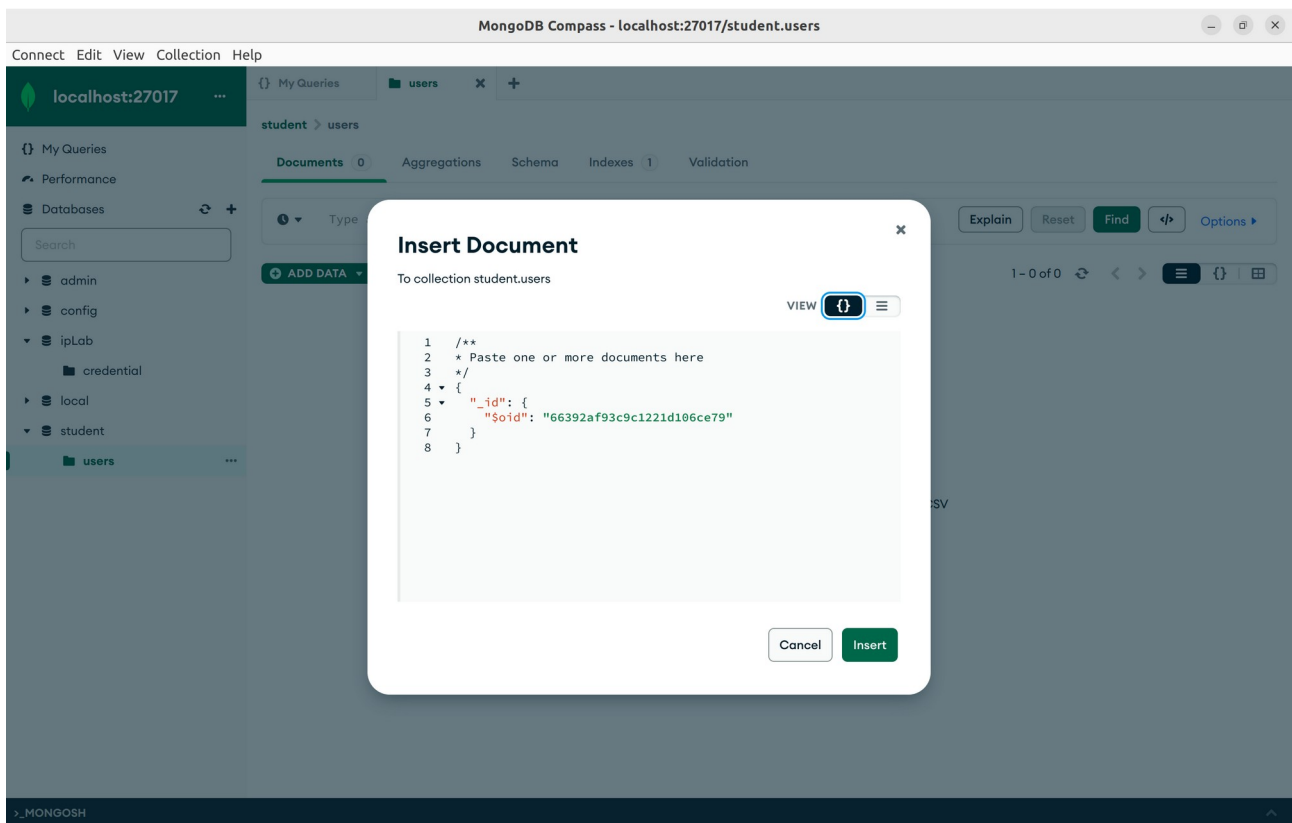 MongoDB Compass - localhost:27017/student.users
Connect Edit View Collection Help
localhost:27017 ...
{} My Queries
users
student > users
{} My Queries
Performance
Databases
Search
admin
config
ipLab
credential
local
student
users ...
Documents 0 Aggregations Schema Indexes 1 Validation
Type
Explain Reset Find </> Options
ADD DATA
1 – 0 of 0
{}
CSV
Insert Document
To collection student.users
VIEW {}
1 /**
2 * Paste one or more documents here
3 */
4 {
5 "_id": {
6 "$oid": "66392af93c9c1221d106ce79"
7 }
8 }
Cancel Insert
>_MONGOSH